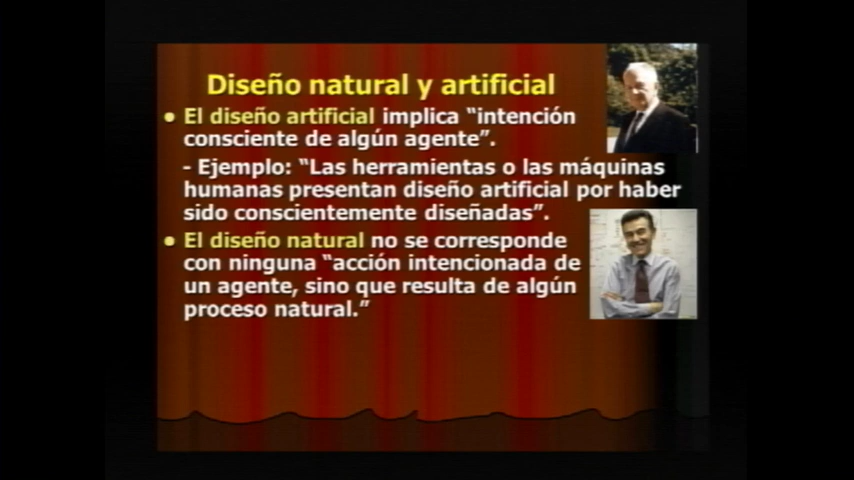 Diseño natural y artificial
• El diseño artificial implica “intención
consciente de algún agente”.
- Ejemplo: “Las herramientas o las máquinas
humanas presentan diseño artificial por haber
sido conscientemente diseñadas”.
• El diseño natural no se corresponde
con ninguna “acción intencionada de
un agente, sino que resulta de algún
proceso natural.”